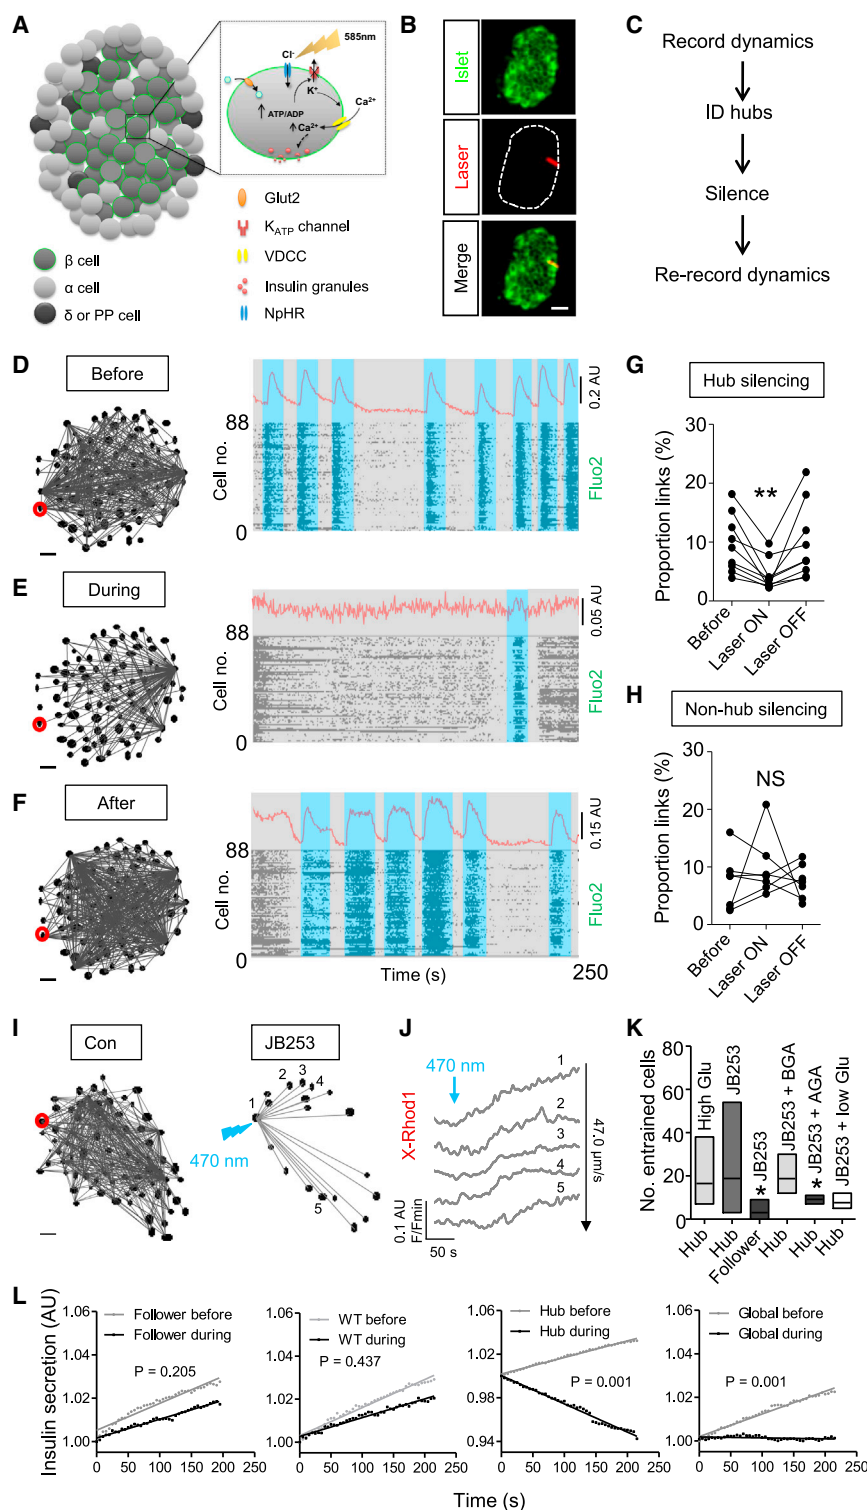 A
585nm
Cl-
K+
ATP/ADP
Ca2+
Ca2+
β cell
α cell
δ or PP cell
Glut2
KATP channel
VDCC
Insulin granules
NpHR
B
Islet
Laser
Merge
C
Record dynamics
ID hubs
Silence
Re-record dynamics
D
Before
88
Cell no.
0
0.2 AU
Fluo2
E
During
88
Cell no.
0
0.05 AU
Fluo2
F
After
88
Cell no.
0
0.15 AU
Fluo2
Time (s)
250
G
Hub silencing
Proportion links (%)
30
20
10
0
**
Before
Laser ON
Laser OFF
H
Non-hub silencing
Proportion links (%)
30
20
10
0
NS
Before
Laser ON
Laser OFF
I
Con
JB253
1
2
3
4
5
470 nm
J
470 nm
X-Rhod1
1
2
3
4
5
47.0 μm/s
0.1 AU
F/Fmin
50 s
K
No. entrained cells
80
60
40
20
0
High Glu
JB253
* JB253
JB253 + BGA
* JB253 + AGA
JB253 + low Glu
Hub
Hub
Follower
Hub
Hub
Hub
L
Insulin secretion (AU)
1.06
1.04
1.02
1.00
Follower before
Follower during
P = 0.205
0 50 100 150 200 250
1.06
1.04
1.02
1.00
WT before
WT during
P = 0.437
0 50 100 150 200 250
1.06
1.02
0.98
0.94
Hub before
Hub during
P = 0.001
0 50 100 150 200 250
1.06
1.04
1.02
1.00
Global before
Global during
P = 0.001
0 50 100 150 200 250
Time (s)